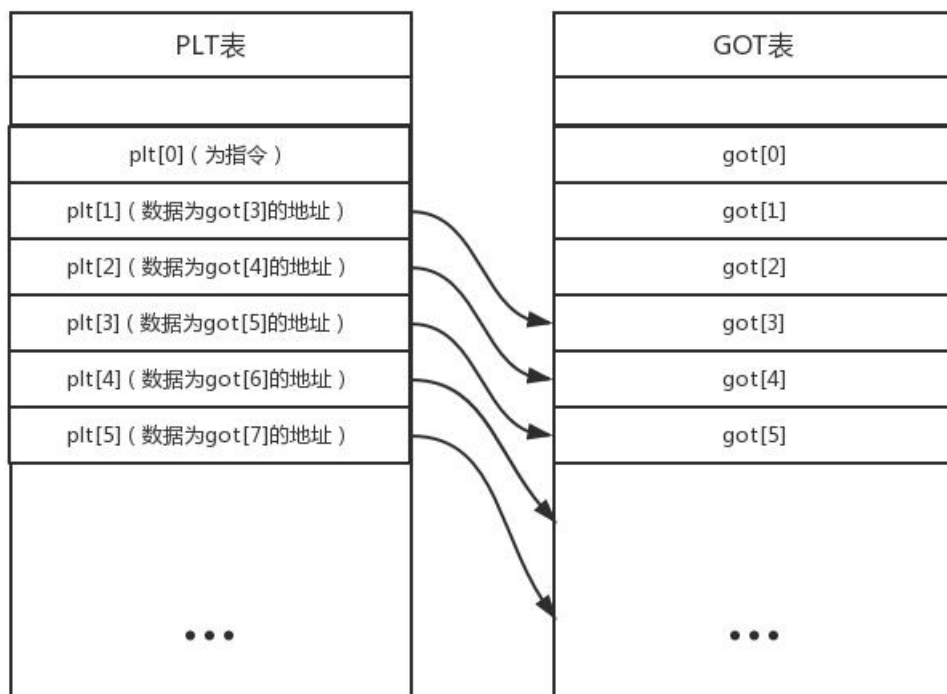 PLT表
GOT表
plt[0]（为指令）
got[0]
plt[1]（数据为got[3]的地址）
got[1]
plt[2]（数据为got[4]的地址）
got[2]
plt[3]（数据为got[5]的地址）
got[3]
plt[4]（数据为got[6]的地址）
got[4]
plt[5]（数据为got[7]的地址）
got[5]
•••
•••